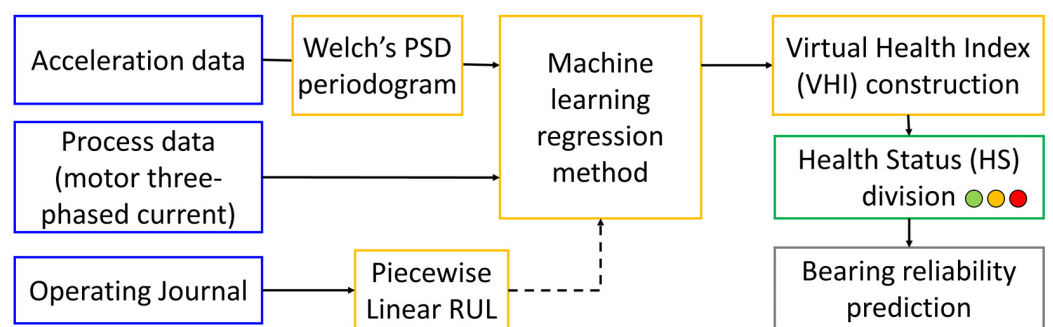 Acceleration data
Welch’s PSD
periodogram
Machine
learning
regression
method
Virtual Health Index
(VHI) construction
Process data
(motor three-
phased current)
Health Status (HS)
division
Operating Journal
Piecewise
Linear RUL
Bearing reliability
prediction